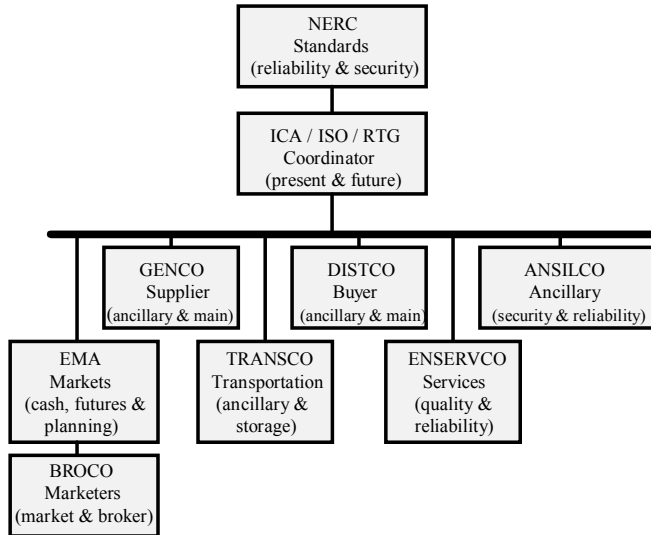 NERC
Standards
(reliability & security)
ICA / ISO / RTG
Coordinator
(present & future)
GENCO
Supplier
(ancillary & main)
DISTCO
Buyer
(ancillary & main)
ANSILCO
Ancillary
(security & reliability)
EMA
Markets
(cash, futures &
planning)
TRANSCO
Transportation
(ancillary &
storage)
ENSERVCO
Services
(quality &
reliability)
BROCO
Marketers
(market & broker)